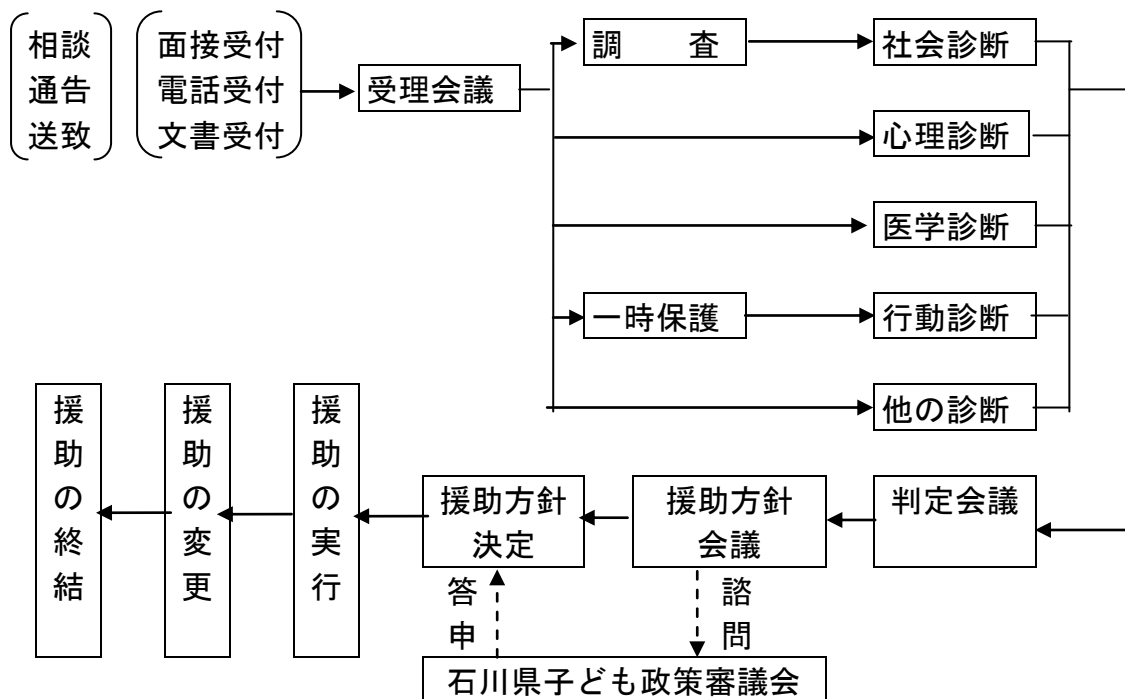 相談
通告
送致
面接受付
電話受付
文書受付
受理会議
調　　査
社会診断
心理診断
医学診断
一時保護
行動診断
他の診断
判定会議
援助方針
会議
援助方針
決定
援助の実行
援助の変更
援助の終結
諮問
答申
石川県子ども政策審議会